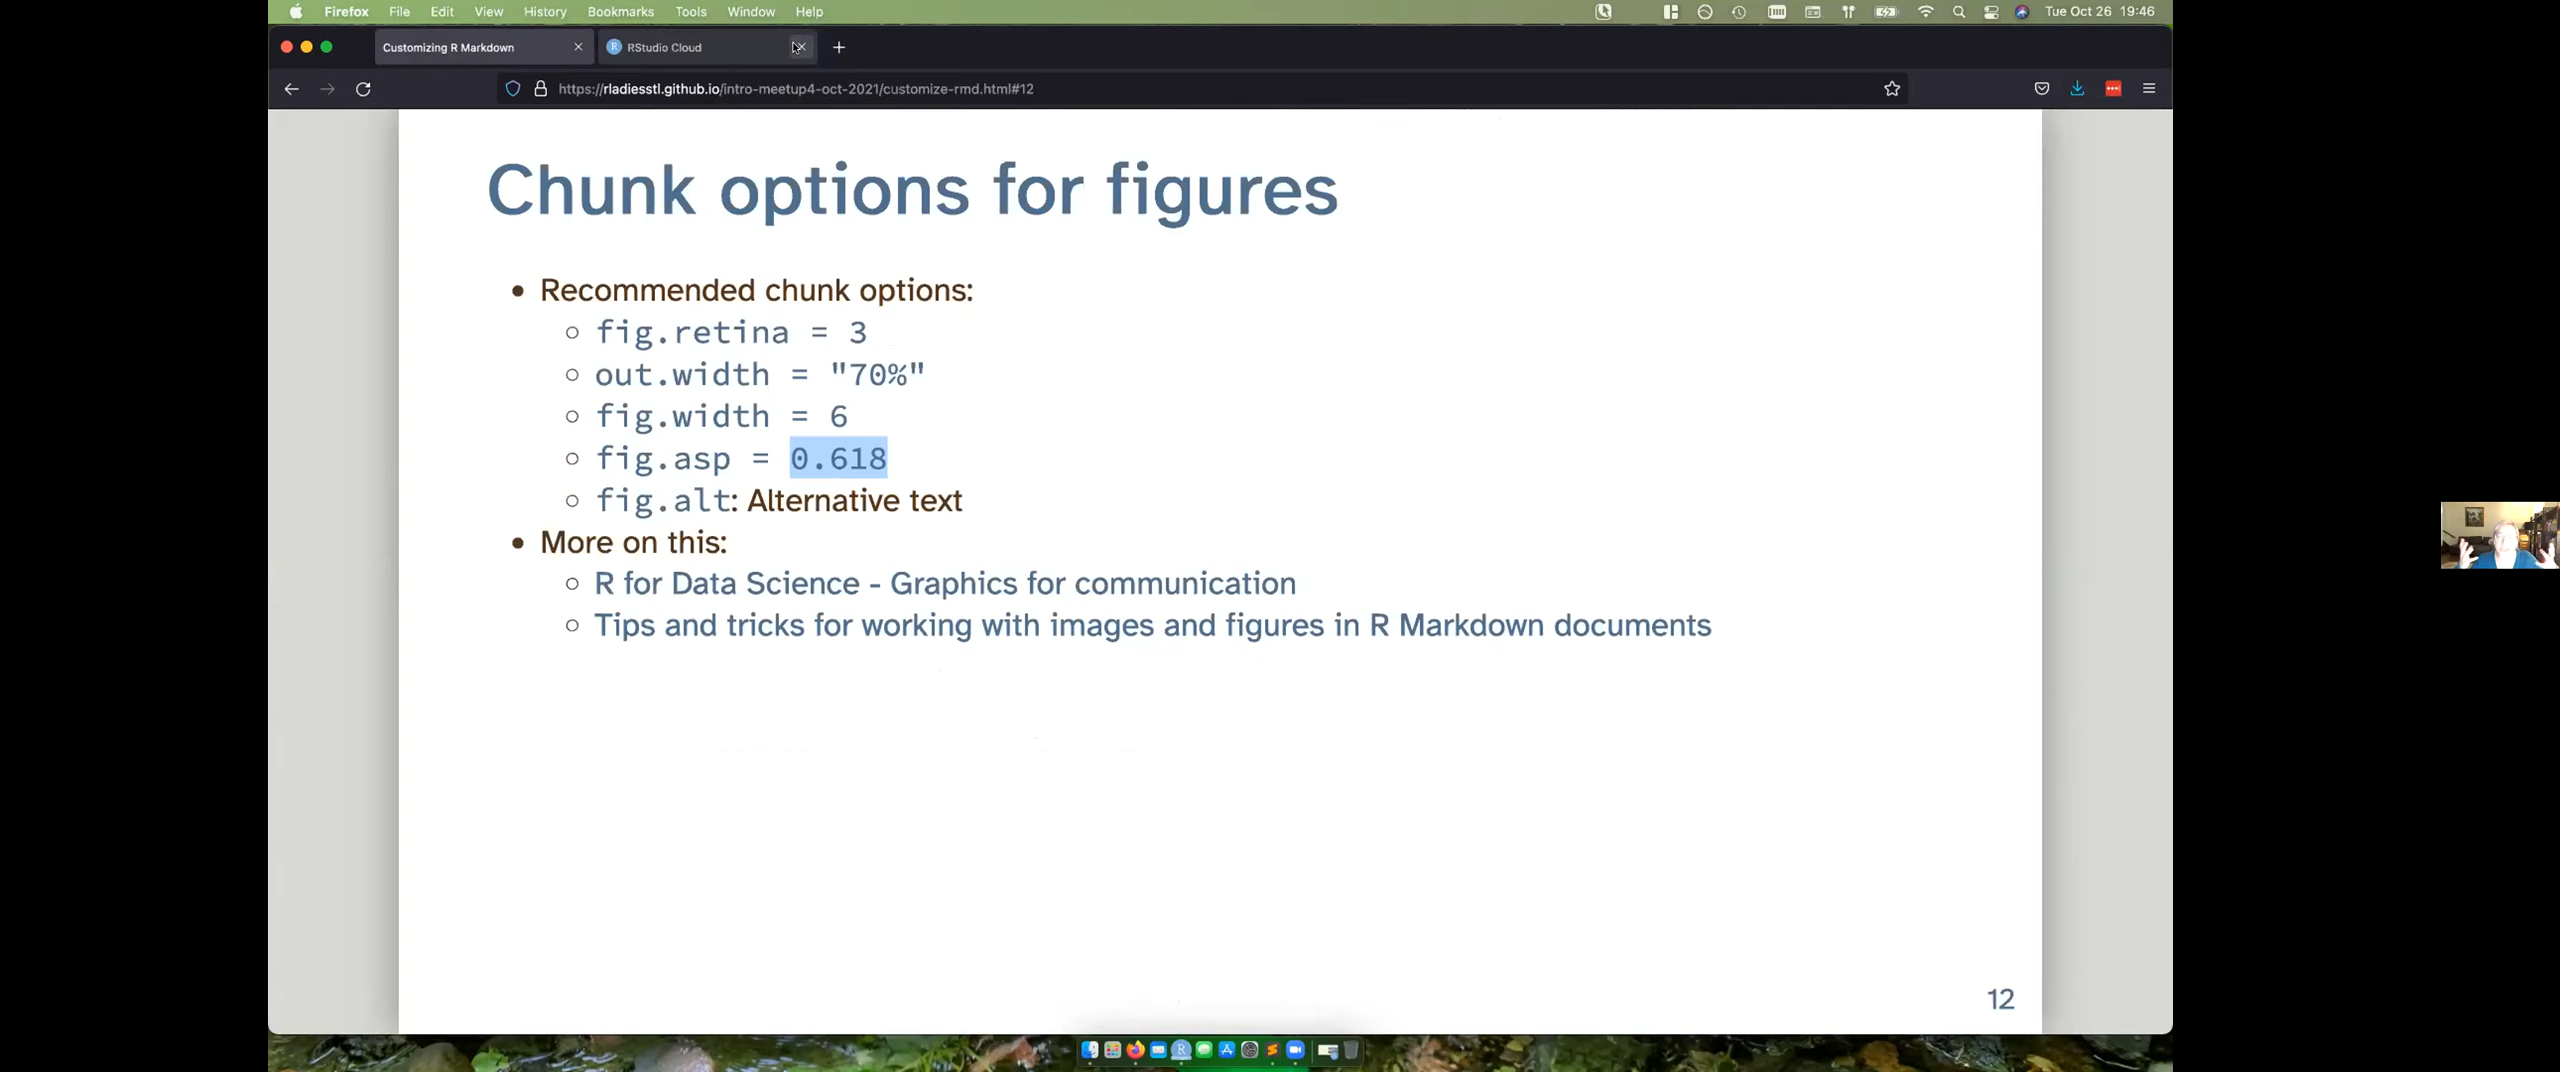 Firefox File Edit View History Bookmarks Tools Window Help Tue Oct 26 19:46
Customizing R Markdown RStudio Cloud
https://rladiesstl.github.io/intro-meetup4-oct-2021/customize-rmd.html#12
Chunk options for figures
• Recommended chunk options:
○ fig.retina = 3
○ out.width = "70%"
○ fig.width = 6
○ fig.asp = 0.618
○ fig.alt: Alternative text
• More on this:
○ R for Data Science - Graphics for communication
○ Tips and tricks for working with images and figures in R Markdown documents
12